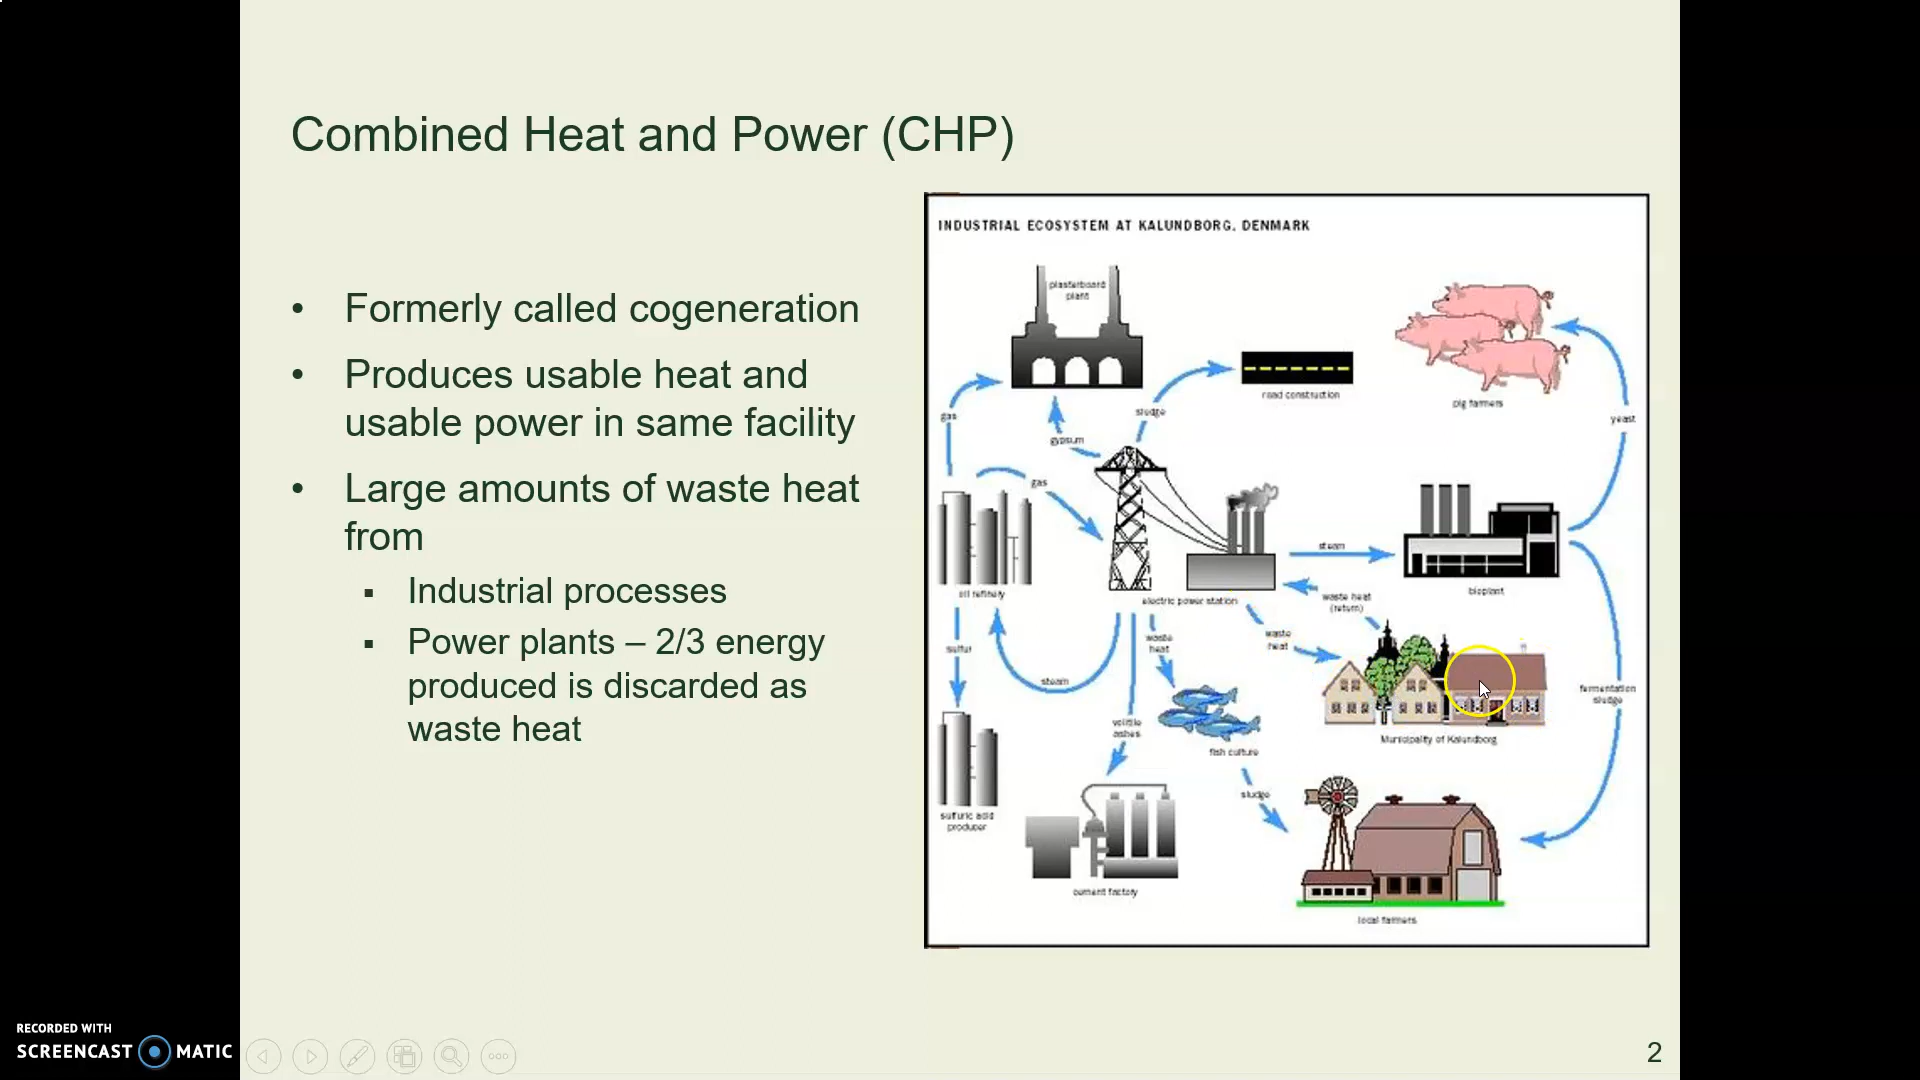 Combined Heat and Power (CHP)
• Formerly called cogeneration
• Produces usable heat and
usable power in same facility
• Large amounts of waste heat
from
▪ Industrial processes
▪ Power plants – 2/3 energy
produced is discarded as
waste heat
INDUSTRIAL ECOSYSTEM AT KALUNDBORG, DENMARK
plasterboard
plant
road construction
pig farmers
gas
sludge
yeast
gypsum
gas
steam
oil refinery
electric power station
waste heat
(return)
bioplant
sulfur
waste
heat
waste
heat
steam
fermentation
sludge
volitile
ashes
Municipality of Kalundborg
fish culture
sludge
sulfuric acid
producer
cement factory
local farmers
RECORDED WITH
SCREENCAST MATIC
2